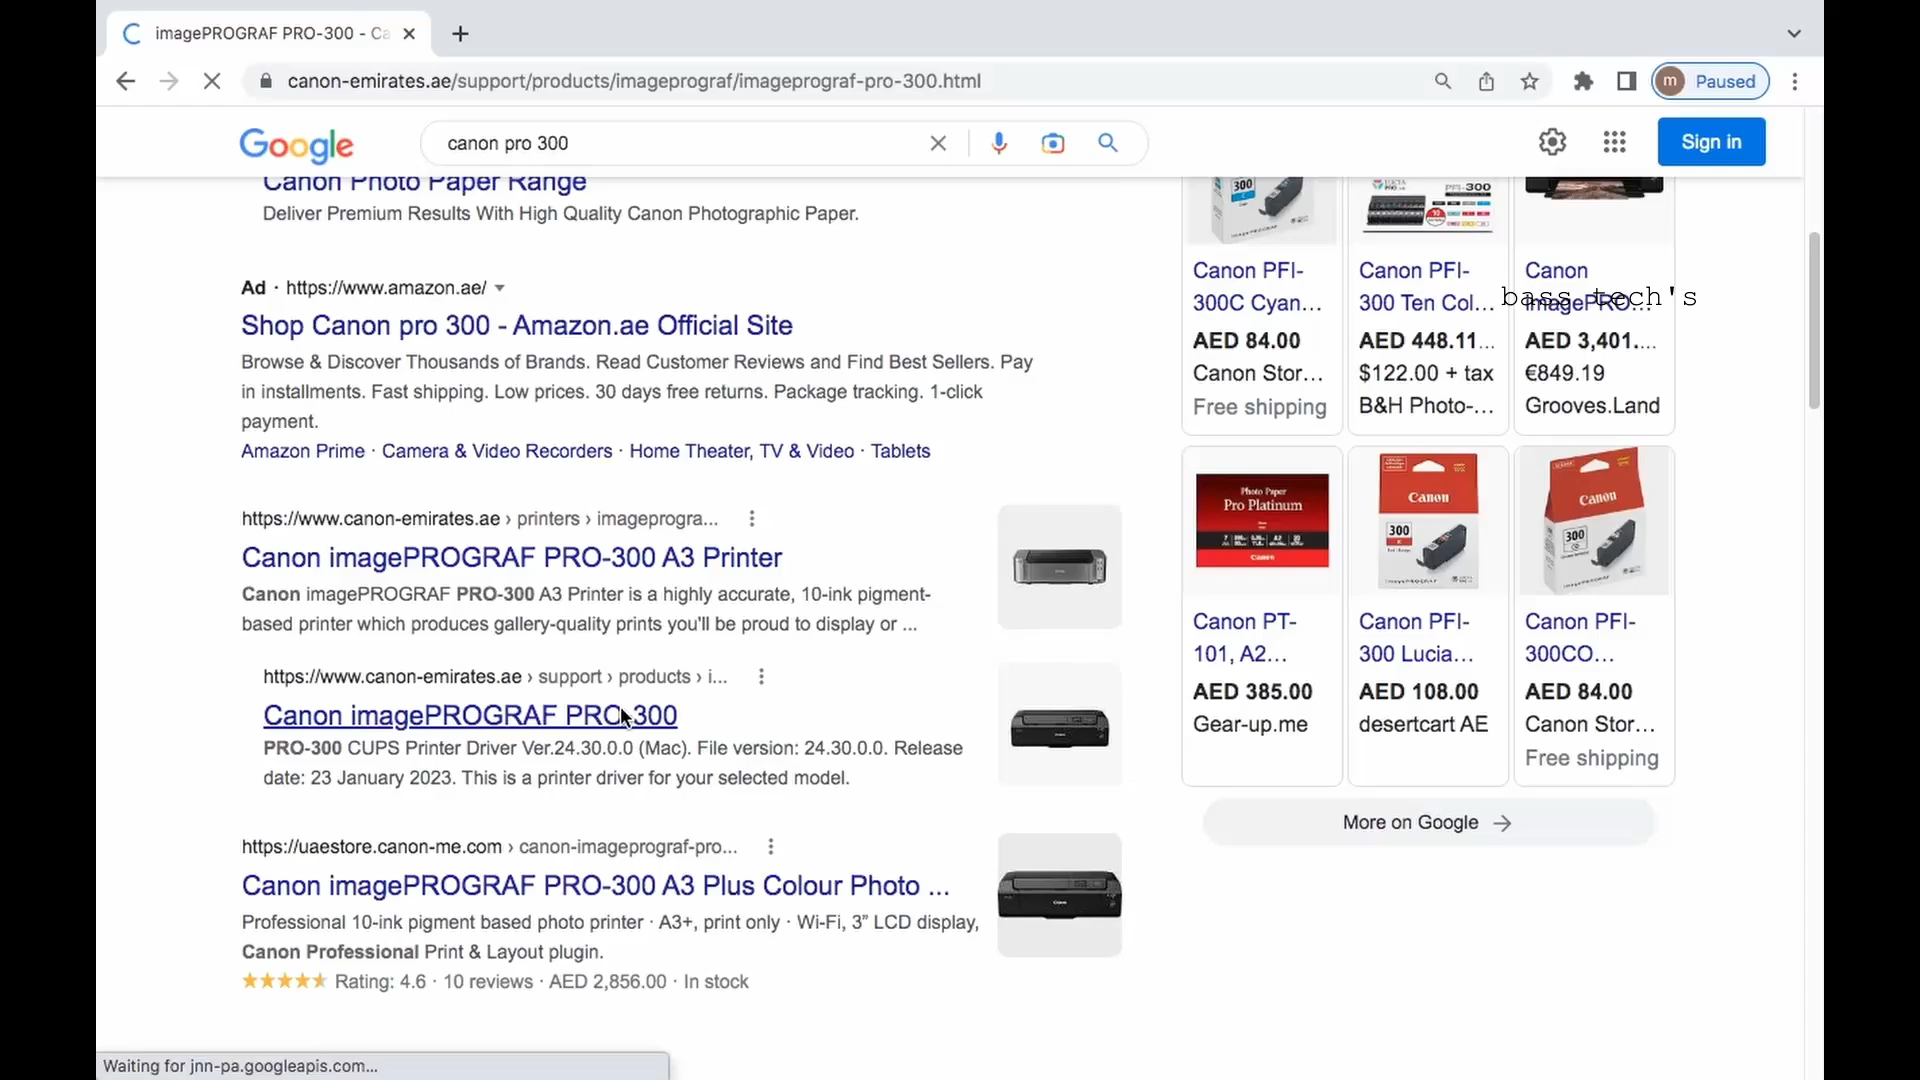 imagePROGRAF PRO-300 - Ca
canon-emirates.ae/support/products/imageprograf/imageprograf-pro-300.html
m
Paused
Google
canon pro 300
Sign in
Canon Photo Paper Range
Deliver Premium Results With High Quality Canon Photographic Paper.
Ad · https://www.amazon.ae/
Shop Canon pro 300 - Amazon.ae Official Site
Browse & Discover Thousands of Brands. Read Customer Reviews and Find Best Sellers. Pay
in installments. Fast shipping. Low prices. 30 days free returns. Package tracking. 1-click
payment.
Amazon Prime · Camera & Video Recorders · Home Theater, TV & Video · Tablets
https://www.canon-emirates.ae › printers › imageprogra...
Canon imagePROGRAF PRO-300 A3 Printer
Canon imagePROGRAF PRO-300 A3 Printer is a highly accurate, 10-ink pigment-
based printer which produces gallery-quality prints you'll be proud to display or ...
https://www.canon-emirates.ae › support › products › i...
Canon imagePROGRAF PRO-300
PRO-300 CUPS Printer Driver Ver.24.30.0.0 (Mac). File version: 24.30.0.0. Release
date: 23 January 2023. This is a printer driver for your selected model.
https://uaestore.canon-me.com › canon-imageprograf-pro...
Canon imagePROGRAF PRO-300 A3 Plus Colour Photo ...
Professional 10-ink pigment based photo printer · A3+, print only · Wi-Fi, 3” LCD display,
Canon Professional Print & Layout plugin.
Rating: 4.6 · 10 reviews · AED 2,856.00 · In stock
300
Canon PFI-
300C Cyan...
AED 84.00
Canon Stor...
Free shipping
PFI-300
Canon PFI-
300 Ten Col...
AED 448.11...
$122.00 + tax
B&H Photo-...
Canon
imagePRO...
bass tech's
AED 3,401....
€849.19
Grooves.Land
Photo Paper
Pro Platinum
Canon
Canon PT-
101, A2...
AED 385.00
Gear-up.me
Canon
300
Canon PFI-
300 Lucia...
AED 108.00
desertcart AE
Canon
300
Canon PFI-
300CO...
AED 84.00
Canon Stor...
Free shipping
More on Google
Waiting for jnn-pa.googleapis.com...